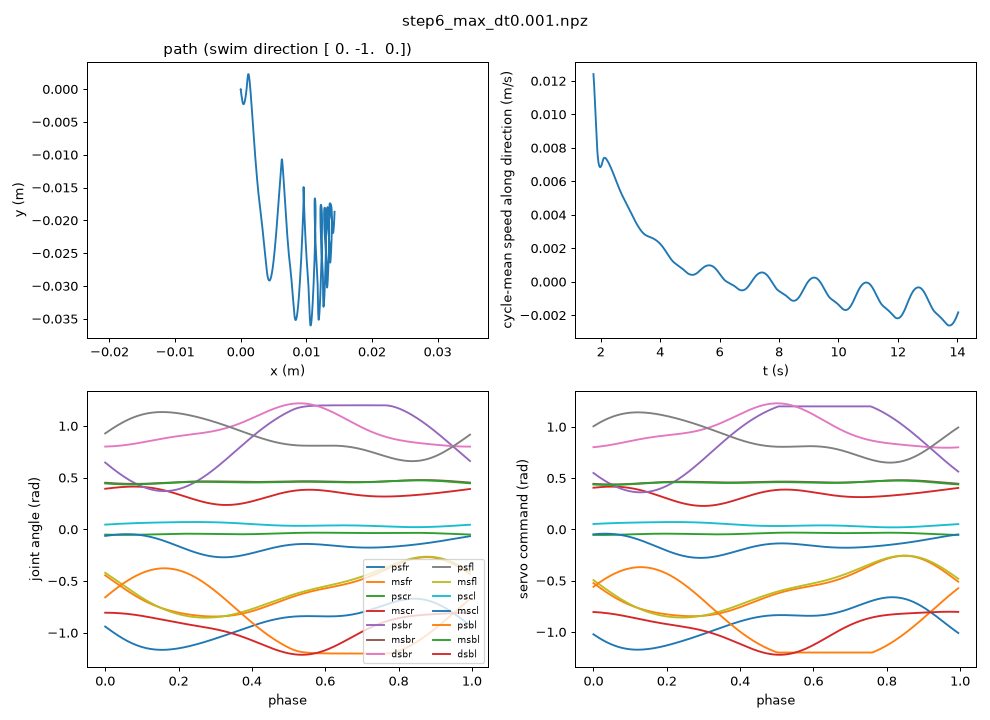 step6_max_dt0.001.npz
path (swim direction [ 0. -1.  0.])
0.000
−0.005
−0.010
−0.015
−0.020
−0.025
−0.030
−0.035
y (m)
−0.02
−0.01
0.00
0.01
0.02
0.03
x (m)
cycle-mean speed along direction (m/s)
0.012
0.010
0.008
0.006
0.004
0.002
0.000
−0.002
2
4
6
8
10
12
14
t (s)
joint angle (rad)
1.0
0.5
0.0
−0.5
−1.0
psfr
msfr
pscr
mscr
psbr
msbr
dsbr
psfl
msfl
pscl
mscl
psbl
msbl
dsbl
0.0
0.2
0.4
0.6
0.8
1.0
phase
servo command (rad)
1.0
0.5
0.0
−0.5
−1.0
0.0
0.2
0.4
0.6
0.8
1.0
phase